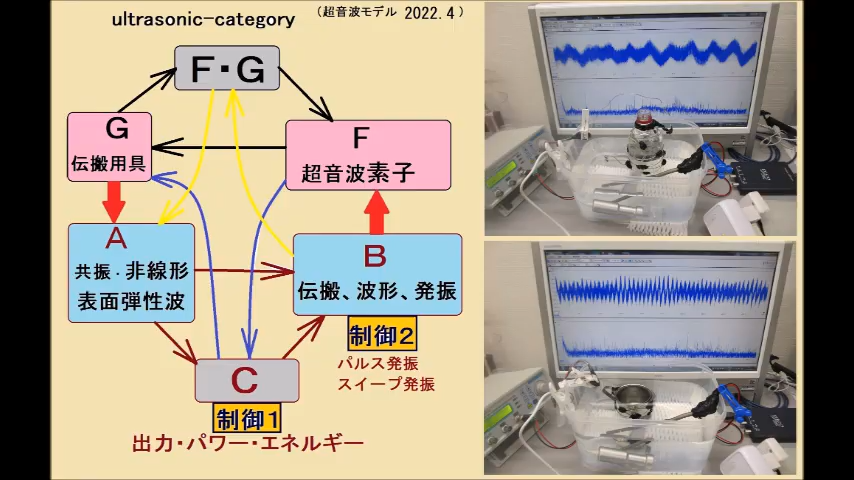 ultrasonic-category
(超音波モデル 2022.4)
F・G
G
伝搬用具
F
超音波素子
A
共振・非線形
表面弾性波
B
伝搬、波形、発振
制御2
パルス発振
スイープ発振
C
制御1
出力・パワー・エネルギー